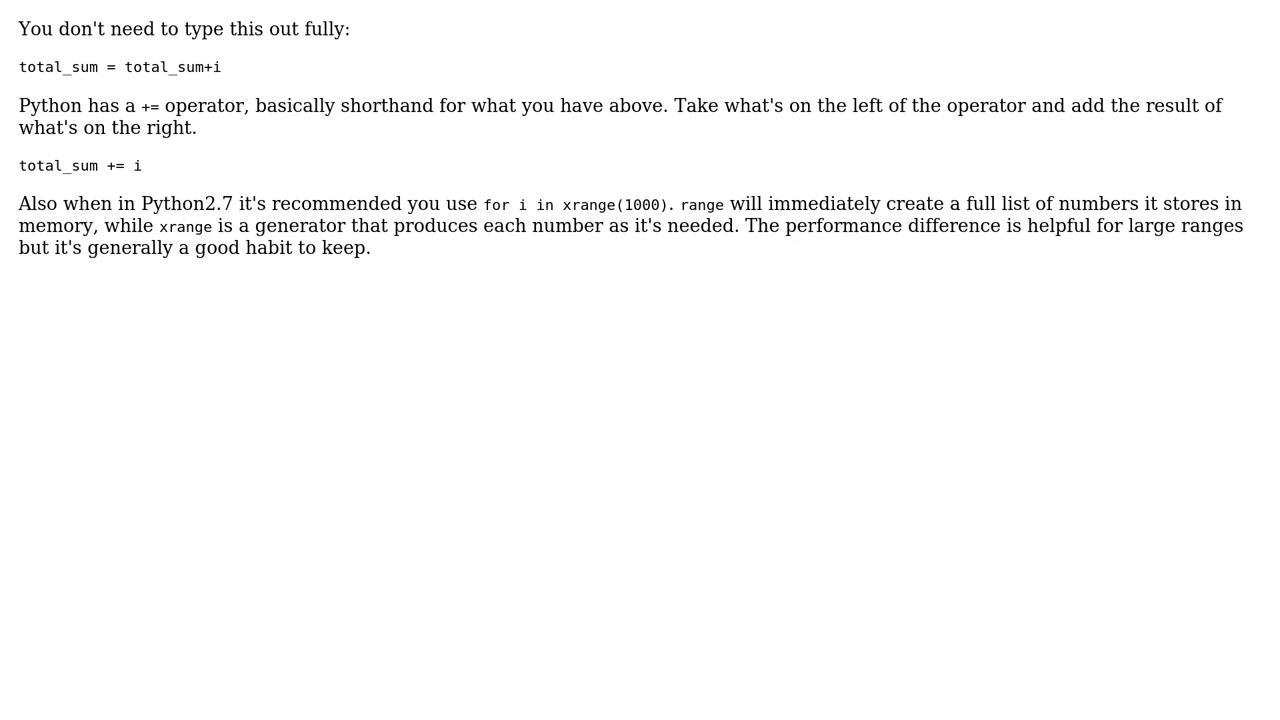 You don't need to type this out fully:
total_sum = total_sum+i
Python has a += operator, basically shorthand for what you have above. Take what's on the left of the operator and add the result of
what's on the right.
total_sum += i
Also when in Python2.7 it's recommended you use for i in xrange(1000). range will immediately create a full list of numbers it stores in
memory, while xrange is a generator that produces each number as it's needed. The performance difference is helpful for large ranges
but it's generally a good habit to keep.